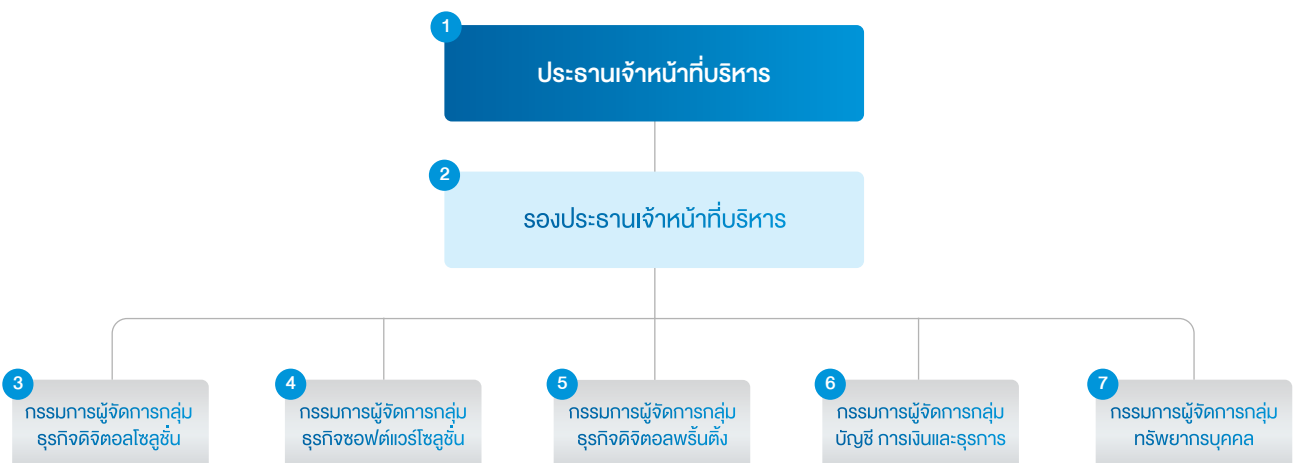 1
ประธานเจ้าหน้าที่บริหาร
2
รองประธานเจ้าหน้าที่บริหาร
3
กรรมการผู้จัดการกลุ่ม
ธุรกิจดิจิตอลโซลูชั่น
4
กรรมการผู้จัดการกลุ่ม
ธุรกิจซอฟต์แวร์โซลูชั่น
5
กรรมการผู้จัดการกลุ่ม
ธุรกิจดิจิตอลพริ้นติ้ง
6
กรรมการผู้จัดการกลุ่ม
บัญชี การเงินและธุรการ
7
กรรมการผู้จัดการกลุ่ม
ทรัพยากรบุคคล